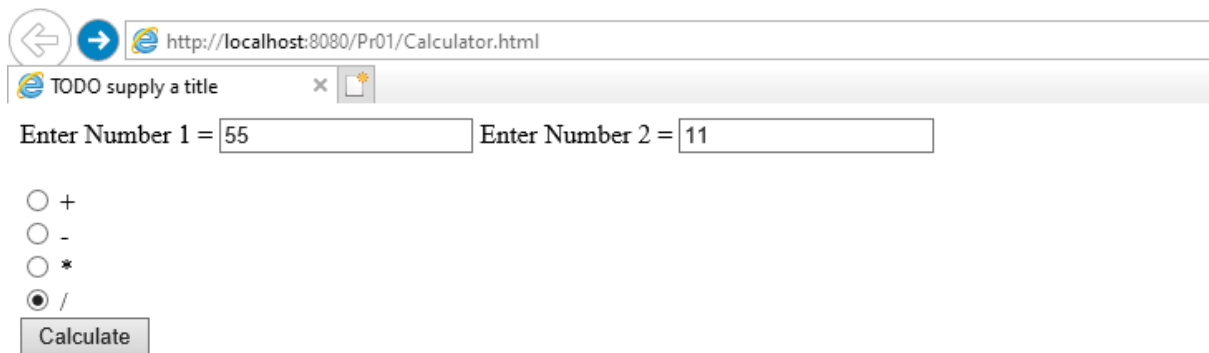 http://localhost:8080/Pr01/Calculator.html
TODO supply a title
Enter Number 1 = 55 Enter Number 2 = 11
+
-
*
/
Calculate